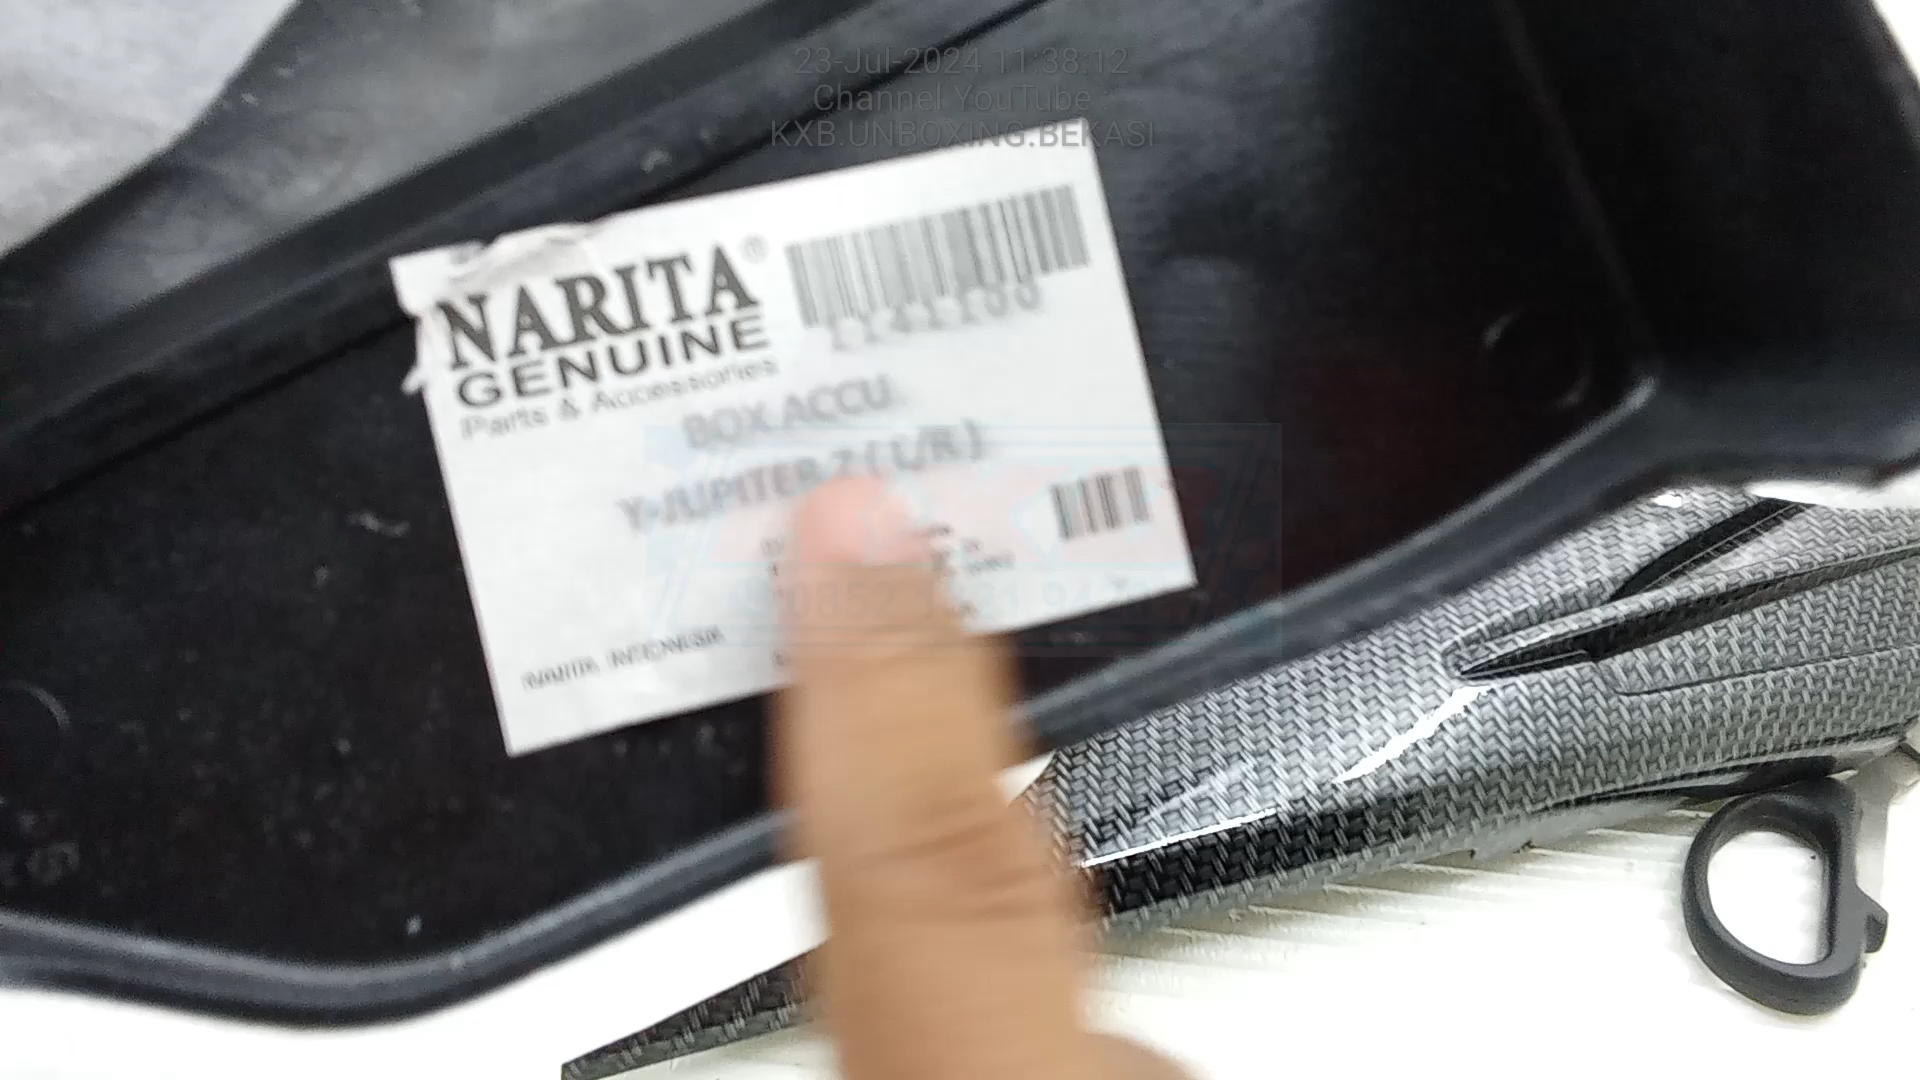 23-Jul-2024 11:38:12
Channel YouTube
KXB.UNBOXING.BEKASI
NARITA®
GENUINE
Parts & Accessories
1141100
BOX ACCU
Y-JUPITER Z ( L/R )
NARITA INDONESIA